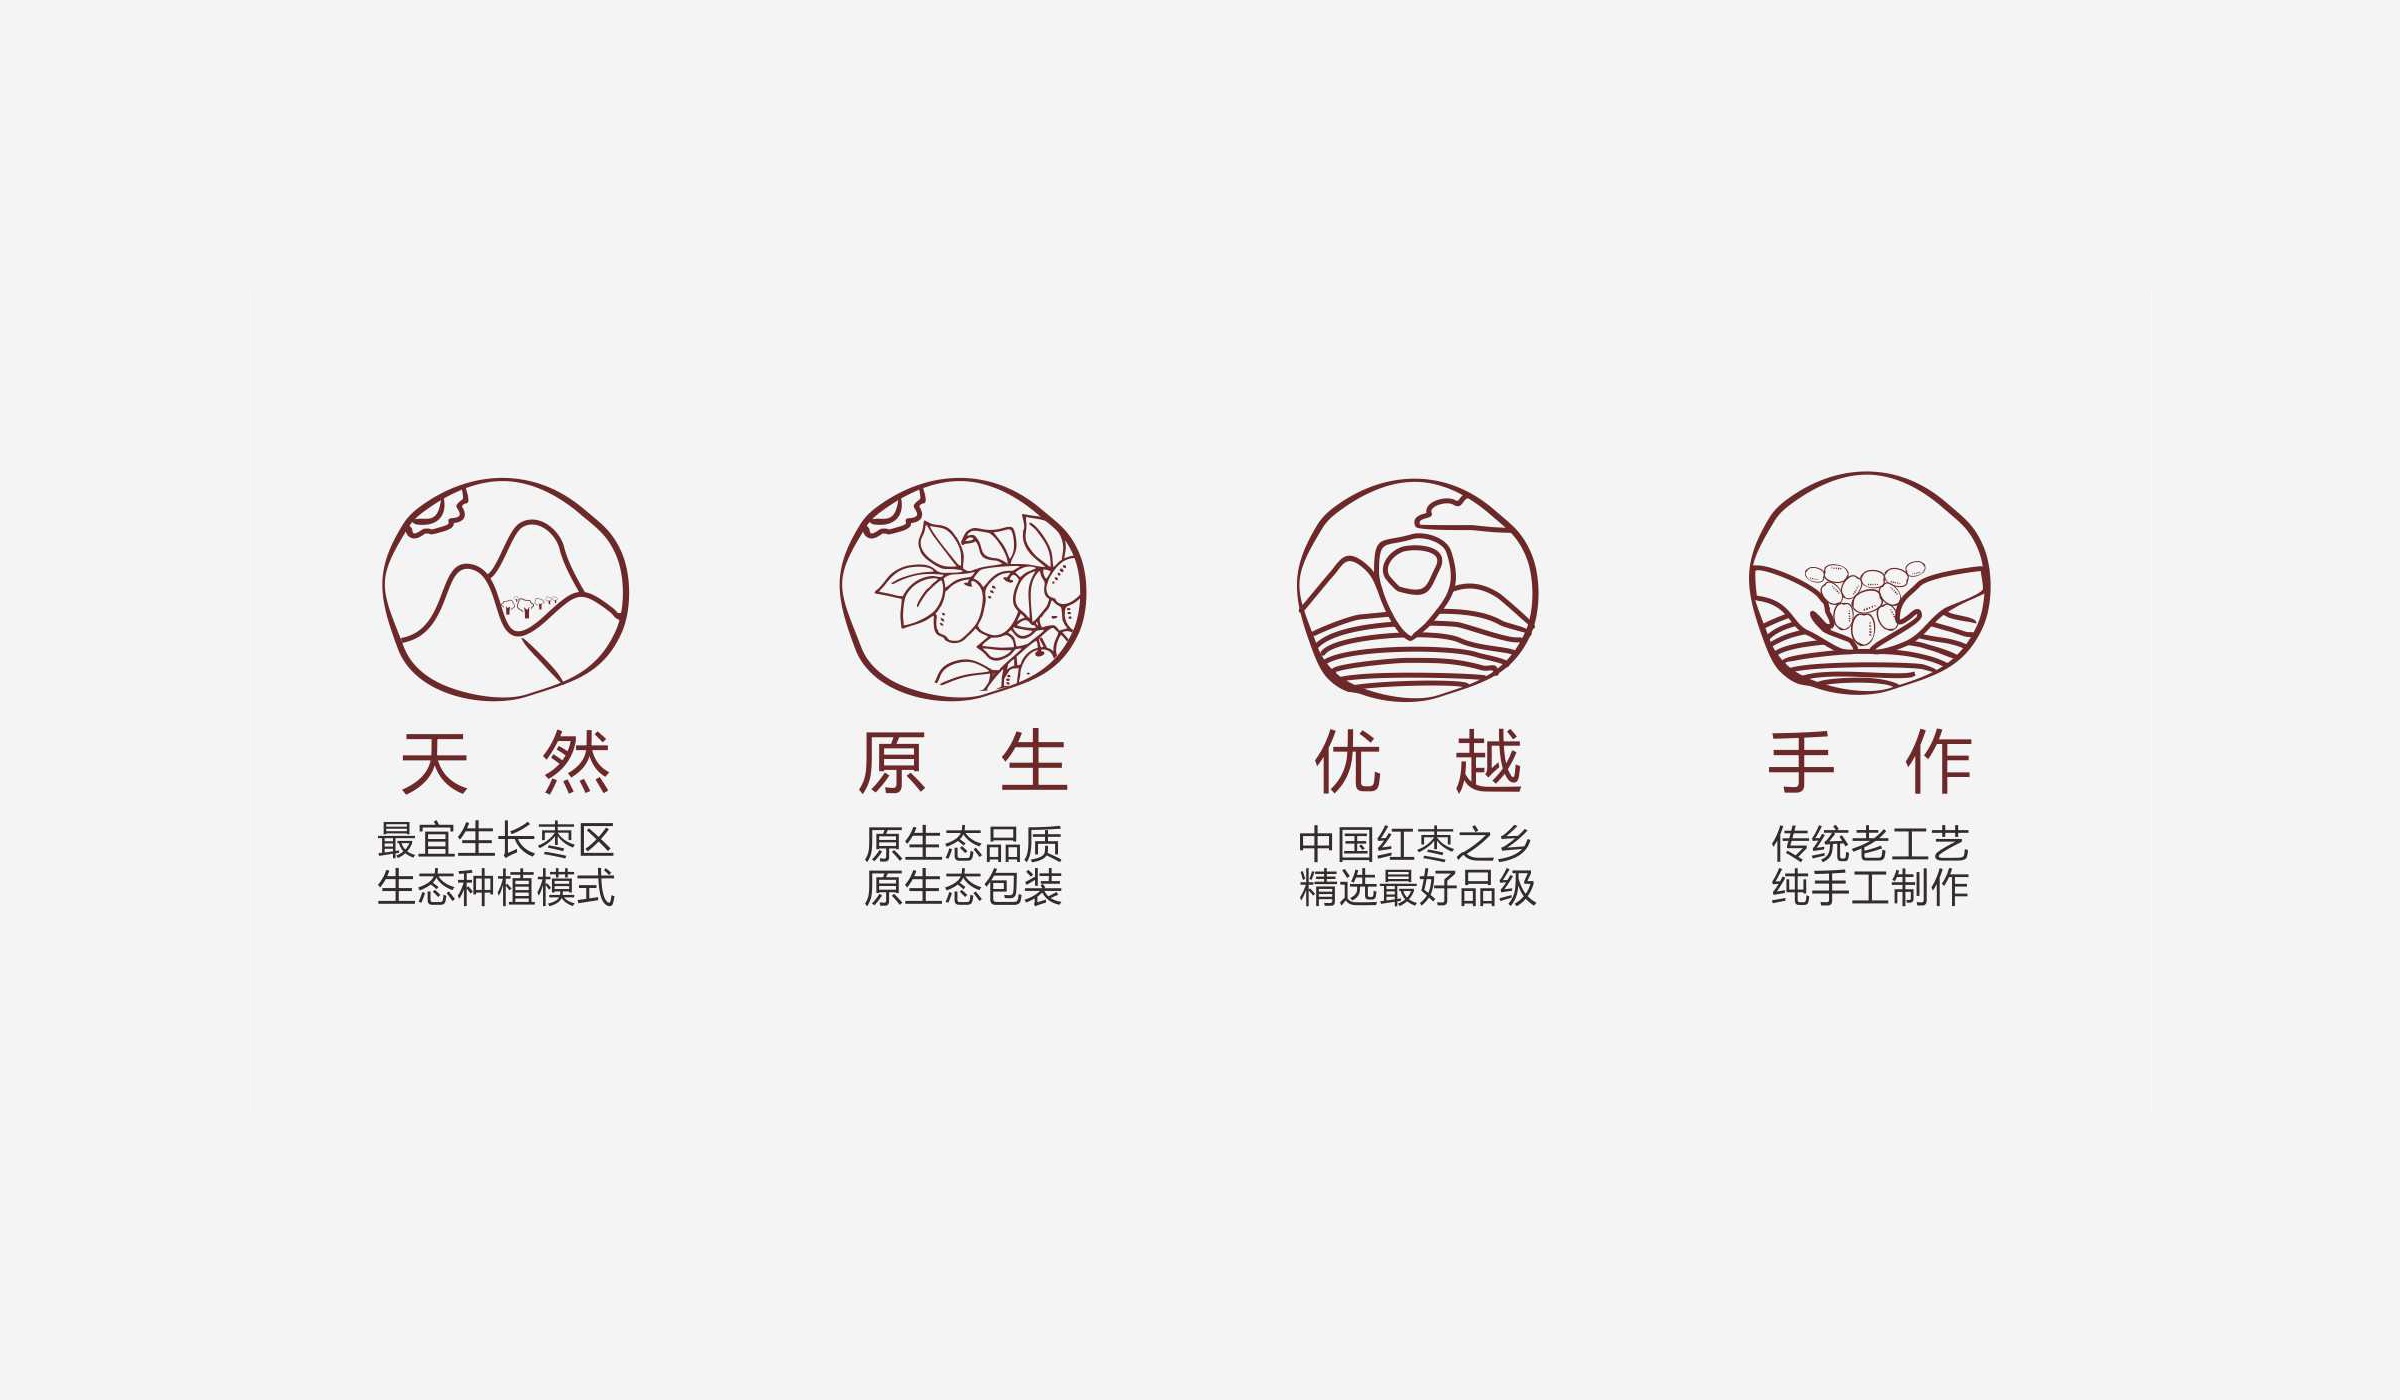 天然
最宜生长枣区
生态种植模式
原生
原生态品质
原生态包装
优越
中国红枣之乡
精选最好品级
手作
传统老工艺
纯手工制作